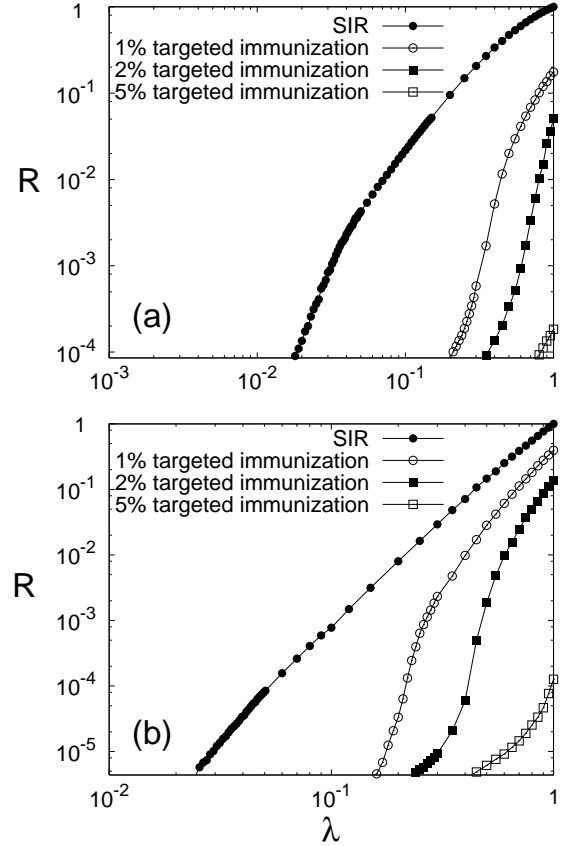 1
10⁻¹
10⁻²
10⁻³
10⁻⁴
R
SIR
1% targeted immunization
2% targeted immunization
5% targeted immunization
(a)
10⁻³ 10⁻² 10⁻¹ 1
1
10⁻¹
10⁻²
10⁻³
10⁻⁴
10⁻⁵
R
SIR
1% targeted immunization
2% targeted immunization
5% targeted immunization
(b)
10⁻² 10⁻¹ 1
λ